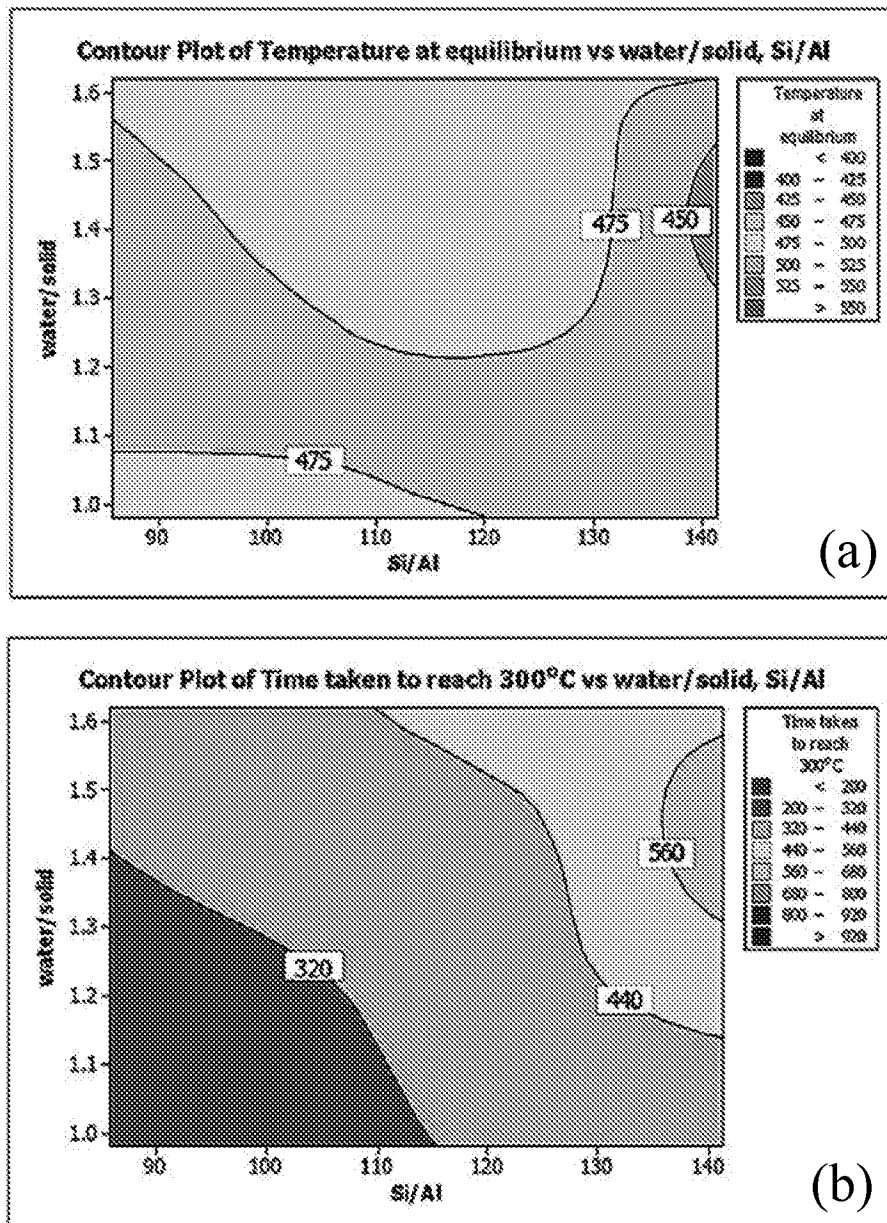 Contour Plot of Temperature at equilibrium vs water/solid, Si/Al
1.6
1.5
1.4
1.3
1.2
1.1
1.0
water/solid
475
450
475
90
100
110
120
130
140
Si/Al
Temperature
at
equilibrium
< 400
400 – 425
425 – 450
450 – 475
475 – 500
500 – 525
525 – 550
> 550
(a)
Contour Plot of Time taken to reach 300°C vs water/solid, Si/Al
1.6
1.5
1.4
1.3
1.2
1.1
1.0
water/solid
560
320
440
90
100
110
120
130
140
Si/Al
Time taken
to reach
300°C
< 200
200 – 320
320 – 440
440 – 560
560 – 680
680 – 800
800 – 920
> 920
(b)